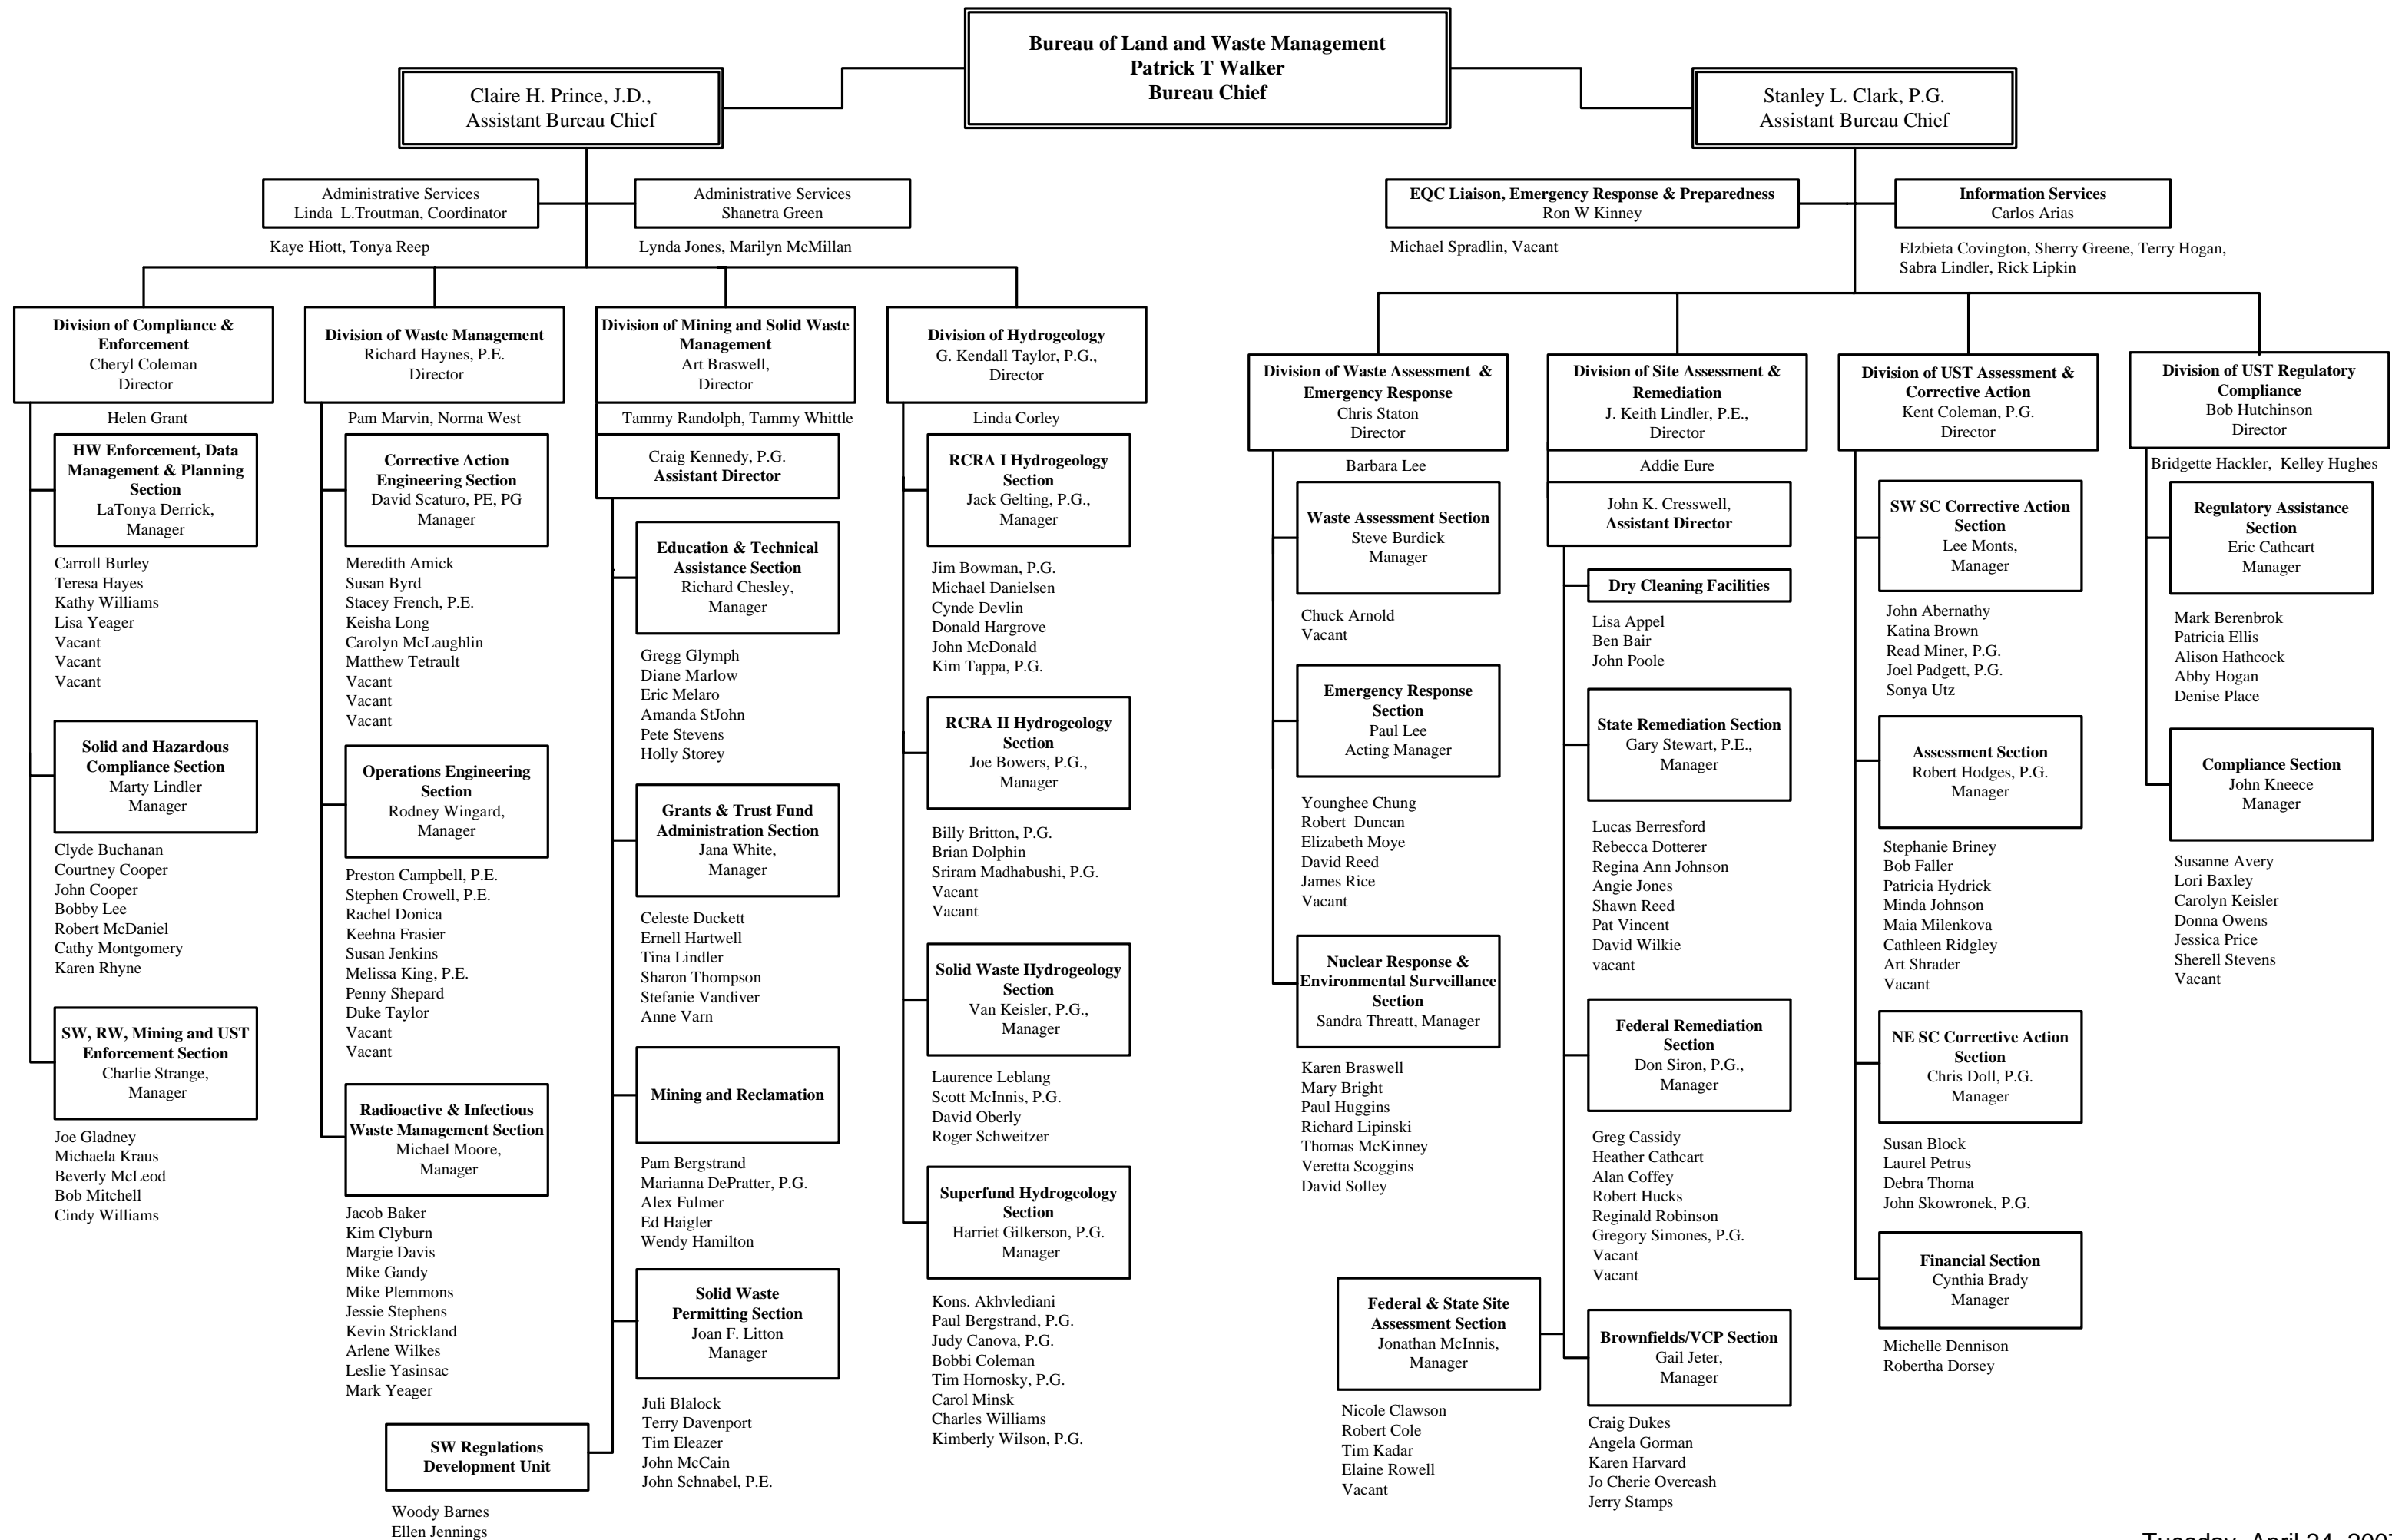 Bureau of Land and Waste Management
Patrick T Walker
Bureau Chief
Claire H. Prince, J.D.,
Assistant Bureau Chief
Stanley L. Clark, P.G.
Assistant Bureau Chief
Administrative Services
Linda L.Troutman, Coordinator
Kaye Hiott, Tonya Reep
Administrative Services
Shanetra Green
Lynda Jones, Marilyn McMillan
EQC Liaison, Emergency Response & Preparedness
Ron W Kinney
Michael Spradlin, Vacant
Information Services
Carlos Arias
Elzbieta Covington, Sherry Greene, Terry Hogan,
Sabra Lindler, Rick Lipkin
Division of Compliance &
Enforcement
Cheryl Coleman
Director
Helen Grant
HW Enforcement, Data
Management & Planning
Section
LaTonya Derrick,
Manager
Carroll Burley
Teresa Hayes
Kathy Williams
Lisa Yeager
Vacant
Vacant
Vacant
Solid and Hazardous
Compliance Section
Marty Lindler
Manager
Clyde Buchanan
Courtney Cooper
John Cooper
Bobby Lee
Robert McDaniel
Cathy Montgomery
Karen Rhyne
SW, RW, Mining and UST
Enforcement Section
Charlie Strange,
Manager
Joe Gladney
Michaela Kraus
Beverly McLeod
Bob Mitchell
Cindy Williams
Division of Waste Management
Richard Haynes, P.E.
Director
Pam Marvin, Norma West
Corrective Action
Engineering Section
David Scaturo, PE, PG
Manager
Meredith Amick
Susan Byrd
Stacey French, P.E.
Keisha Long
Carolyn McLaughlin
Matthew Tetrault
Vacant
Vacant
Vacant
Operations Engineering
Section
Rodney Wingard,
Manager
Preston Campbell, P.E.
Stephen Crowell, P.E.
Rachel Donica
Keehna Frasier
Susan Jenkins
Melissa King, P.E.
Penny Shepard
Duke Taylor
Vacant
Vacant
Radioactive & Infectious
Waste Management Section
Michael Moore,
Manager
Jacob Baker
Kim Clyburn
Margie Davis
Mike Gandy
Mike Plemmons
Jessie Stephens
Kevin Strickland
Arlene Wilkes
Leslie Yasinsac
Mark Yeager
Division of Mining and Solid Waste
Management
Art Braswell,
Director
Tammy Randolph, Tammy Whittle
Craig Kennedy, P.G.
Assistant Director
Education & Technical
Assistance Section
Richard Chesley,
Manager
Gregg Glymph
Diane Marlow
Eric Melaro
Amanda StJohn
Pete Stevens
Holly Storey
Grants & Trust Fund
Administration Section
Jana White,
Manager
Celeste Duckett
Ernell Hartwell
Tina Lindler
Sharon Thompson
Stefanie Vandiver
Anne Varn
Mining and Reclamation
Pam Bergstrand
Marianna DePratter, P.G.
Alex Fulmer
Ed Haigler
Wendy Hamilton
Solid Waste
Permitting Section
Joan F. Litton
Manager
Juli Blalock
Terry Davenport
Tim Eleazer
John McCain
John Schnabel, P.E.
SW Regulations
Development Unit
Woody Barnes
Ellen Jennings
Division of Hydrogeology
G. Kendall Taylor, P.G.,
Director
Linda Corley
RCRA I Hydrogeology
Section
Jack Gelting, P.G.,
Manager
Jim Bowman, P.G.
Michael Danielsen
Cynde Devlin
Donald Hargrove
John McDonald
Kim Tappa, P.G.
RCRA II Hydrogeology
Section
Joe Bowers, P.G.,
Manager
Billy Britton, P.G.
Brian Dolphin
Sriram Madhabushi, P.G.
Vacant
Vacant
Solid Waste Hydrogeology
Section
Van Keisler, P.G.,
Manager
Laurence Leblang
Scott McInnis, P.G.
David Oberly
Roger Schweitzer
Superfund Hydrogeology
Section
Harriet Gilkerson, P.G.
Manager
Kons. Akhvlediani
Paul Bergstrand, P.G.
Judy Canova, P.G.
Bobbi Coleman
Tim Hornosky, P.G.
Carol Minsk
Charles Williams
Kimberly Wilson, P.G.
Division of Waste Assessment &
Emergency Response
Chris Staton
Director
Barbara Lee
Waste Assessment Section
Steve Burdick
Manager
Chuck Arnold
Vacant
Emergency Response
Section
Paul Lee
Acting Manager
Younghee Chung
Robert Duncan
Elizabeth Moye
David Reed
James Rice
Vacant
Nuclear Response &
Environmental Surveillance
Section
Sandra Threatt, Manager
Karen Braswell
Mary Bright
Paul Huggins
Richard Lipinski
Thomas McKinney
Veretta Scoggins
David Solley
Division of Site Assessment &
Remediation
J. Keith Lindler, P.E.,
Director
Addie Eure
John K. Cresswell,
Assistant Director
Dry Cleaning Facilities
Lisa Appel
Ben Bair
John Poole
State Remediation Section
Gary Stewart, P.E.,
Manager
Lucas Berresford
Rebecca Dotterer
Regina Ann Johnson
Angie Jones
Shawn Reed
Pat Vincent
David Wilkie
vacant
Federal Remediation
Section
Don Siron, P.G.,
Manager
Greg Cassidy
Heather Cathcart
Alan Coffey
Robert Hucks
Reginald Robinson
Gregory Simones, P.G.
Vacant
Vacant
Federal & State Site
Assessment Section
Jonathan McInnis,
Manager
Nicole Clawson
Robert Cole
Tim Kadar
Elaine Rowell
Vacant
Brownfields/VCP Section
Gail Jeter,
Manager
Craig Dukes
Angela Gorman
Karen Harvard
Jo Cherie Overcash
Jerry Stamps
Division of UST Assessment &
Corrective Action
Kent Coleman, P.G.
Director
SW SC Corrective Action
Section
Lee Monts,
Manager
John Abernathy
Katina Brown
Read Miner, P.G.
Joel Padgett, P.G.
Sonya Utz
Assessment Section
Robert Hodges, P.G.
Manager
Stephanie Briney
Bob Faller
Patricia Hydrick
Minda Johnson
Maia Milenkova
Cathleen Ridgley
Art Shrader
Vacant
NE SC Corrective Action
Section
Chris Doll, P.G.
Manager
Susan Block
Laurel Petrus
Debra Thoma
John Skowronek, P.G.
Financial Section
Cynthia Brady
Manager
Michelle Dennison
Robertha Dorsey
Division of UST Regulatory
Compliance
Bob Hutchinson
Director
Bridgette Hackler, Kelley Hughes
Regulatory Assistance
Section
Eric Cathcart
Manager
Mark Berenbrok
Patricia Ellis
Alison Hathcock
Abby Hogan
Denise Place
Compliance Section
John Kneece
Manager
Susanne Avery
Lori Baxley
Carolyn Keisler
Donna Owens
Jessica Price
Sherell Stevens
Vacant
Tuesday, April 24, 2007